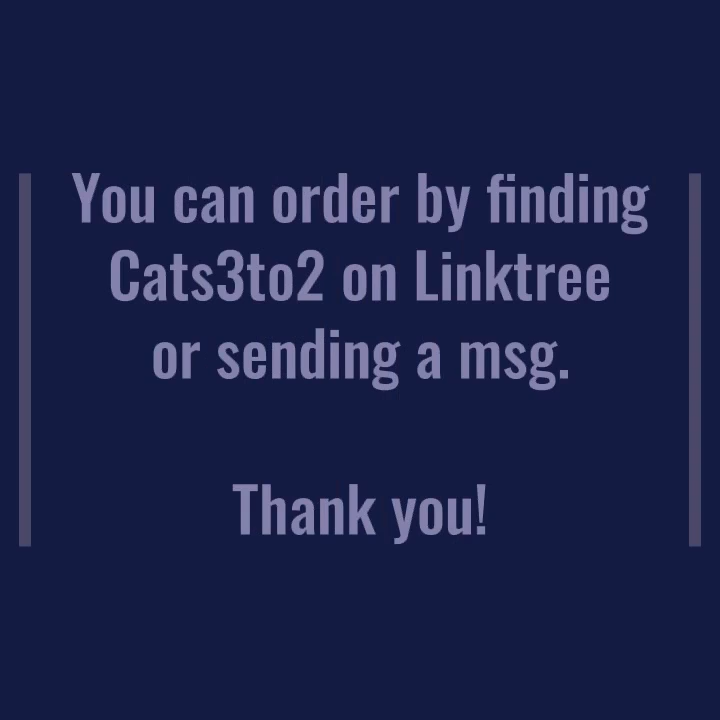 You can order by finding
Cats3to2 on Linktree
or sending a msg.
Thank you!